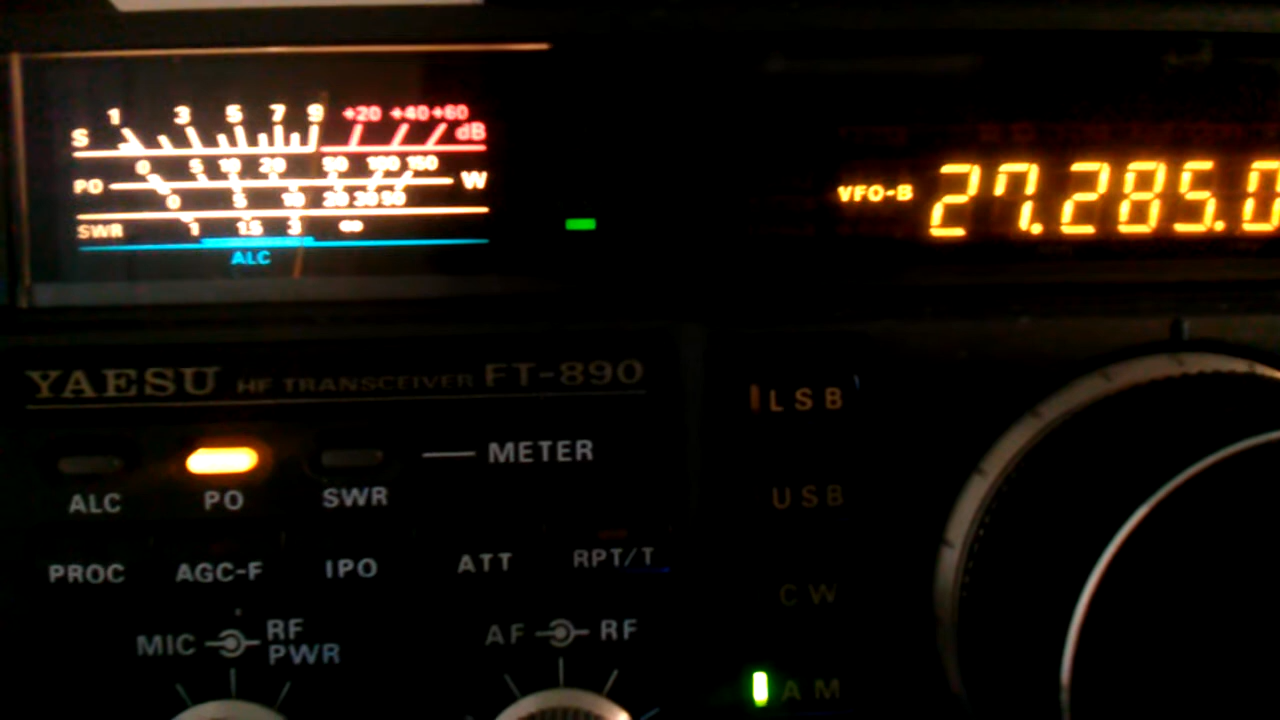 1 3 5 7 9 +20 +40 +60
S dB
0 5 10 20 50 100 150
PO W
0 5 10 20 30 50
SWR 1 1.5 3 ∞
ALC
VFO-B 27.285.0
YAESU HF TRANSCEIVER FT-890
METER
ALC PO SWR
PROC AGC-F IPO ATT RPT/T
MIC RF PWR AF RF
LSB
USB
CW
AM